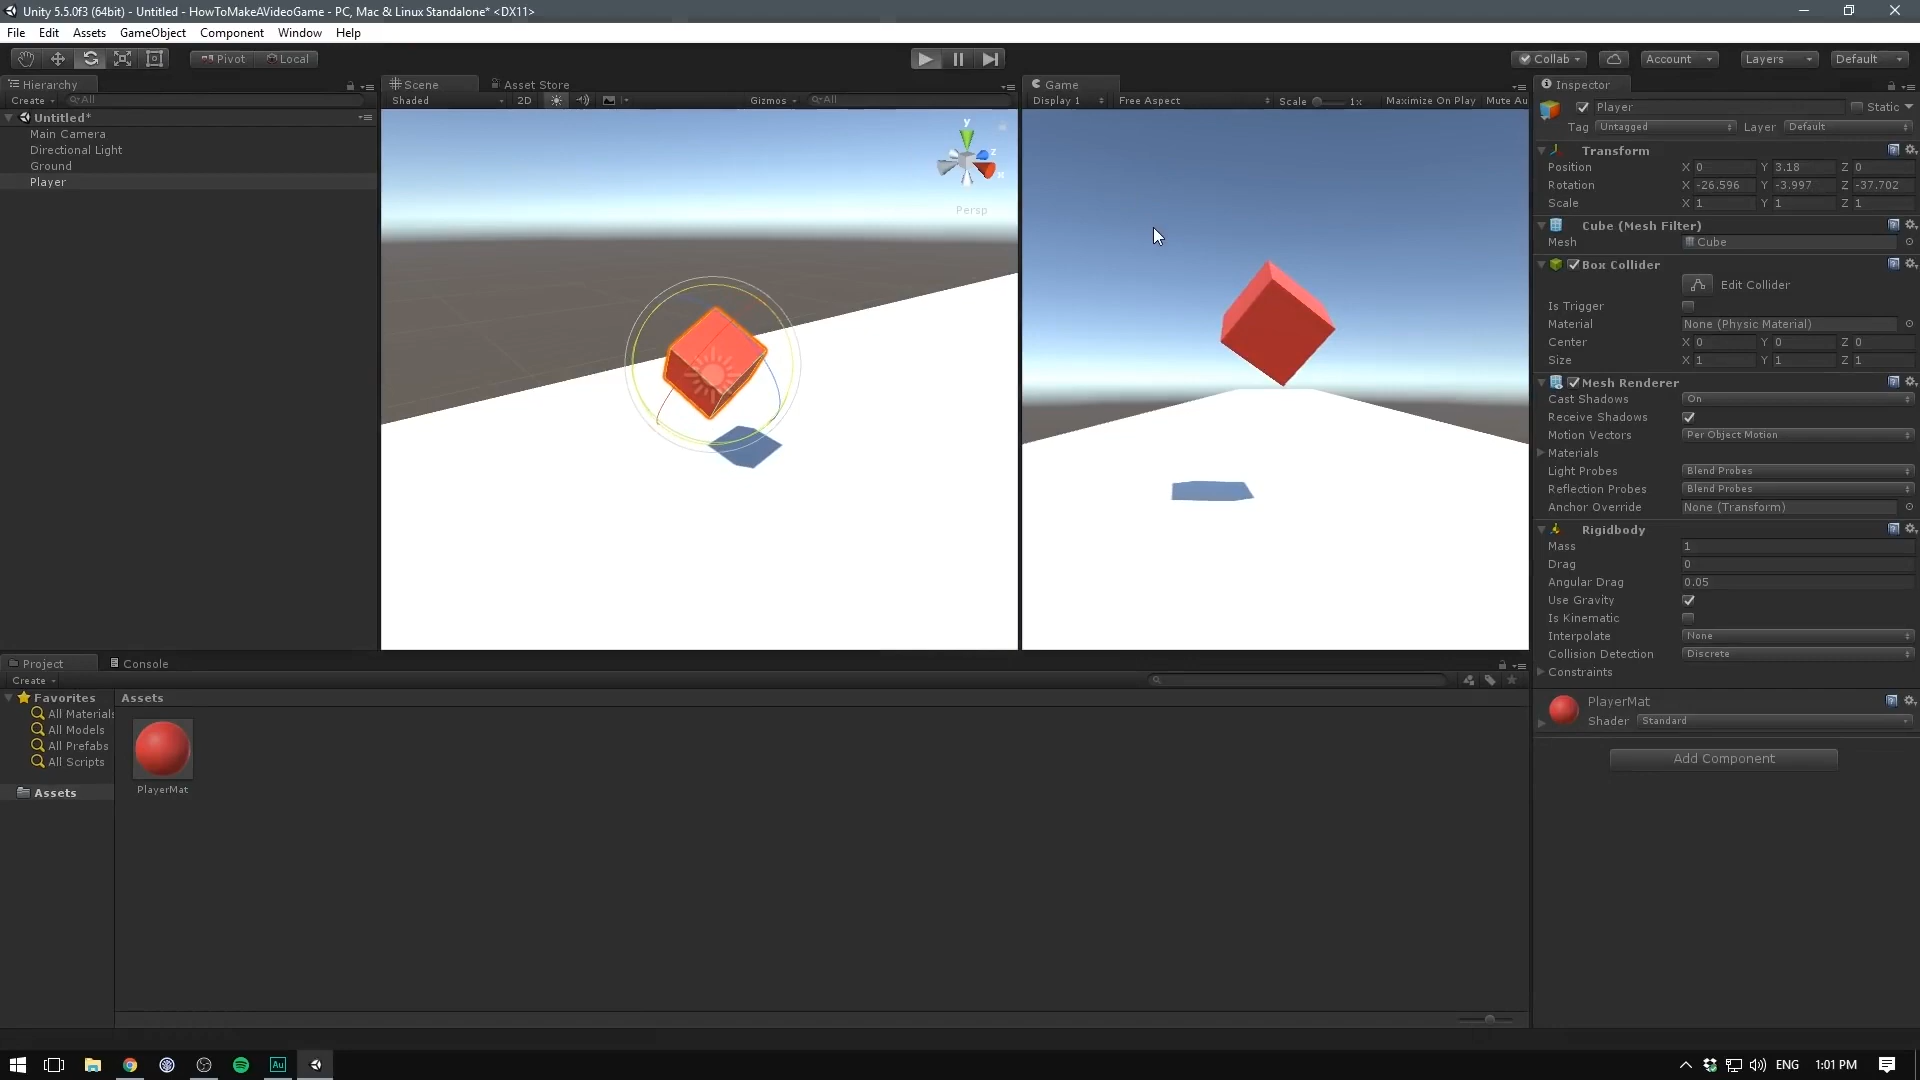 Unity 5.5.0f3 (64bit) - Untitled - HowToMakeAVideoGame - PC, Mac & Linux Standalone* <DX11>
File Edit Assets GameObject Component Window Help
Pivot Local Collab Account Layers Default
Hierarchy
Create All
Untitled*
Main Camera
Directional Light
Ground
Player
Scene Asset Store
Shaded 2D Gizmos All
y
z
x
Persp
Game
Display 1 Free Aspect Scale 1x Maximize On Play Mute Au
Inspector
Player Static
Tag Untagged Layer Default
Transform
Position X 0 Y 3.18 Z 0
Rotation X -26.596 Y -3.997 Z -37.702
Scale X 1 Y 1 Z 1
Cube (Mesh Filter)
Mesh Cube
Box Collider
Edit Collider
Is Trigger
Material None (Physic Material)
Center X 0 Y 0 Z 0
Size X 1 Y 1 Z 1
Mesh Renderer
Cast Shadows On
Receive Shadows
Motion Vectors Per Object Motion
Materials
Light Probes Blend Probes
Reflection Probes Blend Probes
Anchor Override None (Transform)
Rigidbody
Mass 1
Drag 0
Angular Drag 0.05
Use Gravity
Is Kinematic
Interpolate None
Collision Detection Discrete
Constraints
PlayerMat
Shader Standard
Add Component
Project Console
Create
Favorites
All Materials
All Models
All Prefabs
All Scripts
Assets
Assets
PlayerMat
Au
ENG 1:01 PM